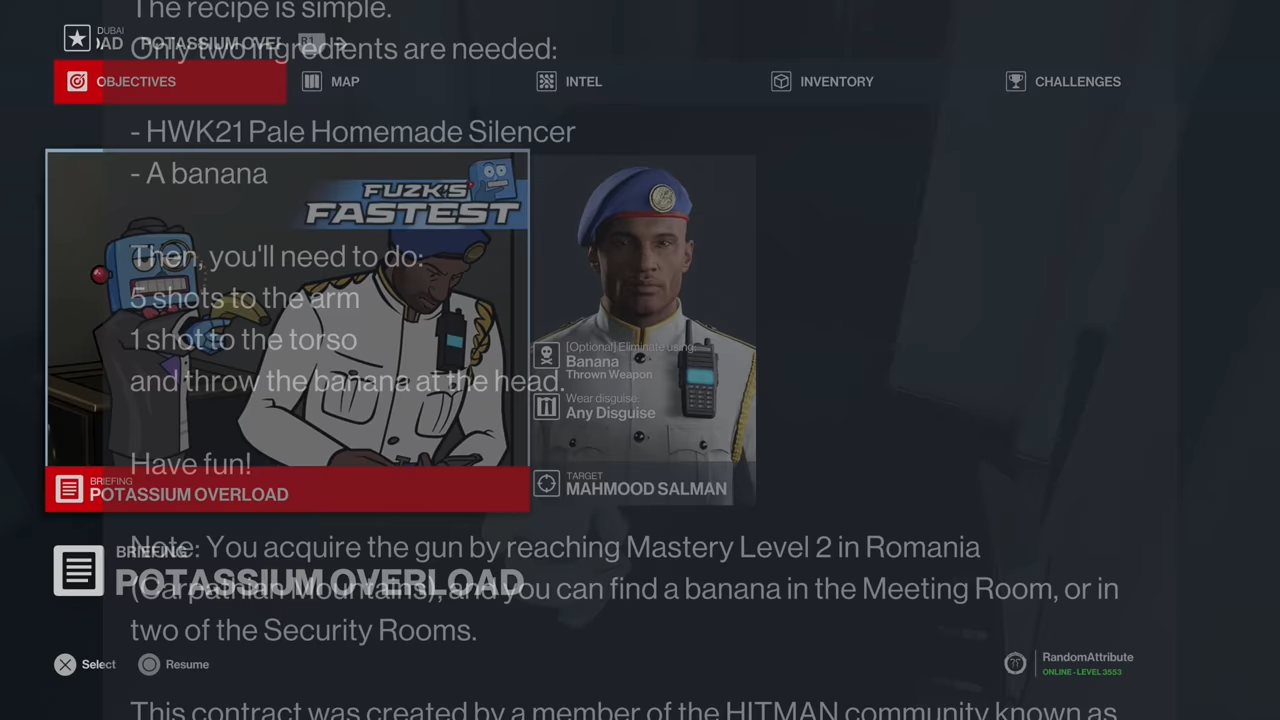 The recipe is simple.
DUBAI
POTASSIUM OVE
R1
Only two ingredients are needed:
OBJECTIVES
MAP
INTEL
INVENTORY
CHALLENGES
- HWK21 Pale Homemade Silencer
- A banana
FUZK'S
FASTEST
Then, you'll need to do:
5 shots to the arm
1 shot to the torso
and throw the banana at the head.
[Optional] Eliminate using:
Banana
Thrown Weapon
Wear disguise:
Any Disguise
Have fun!
BRIEFING
POTASSIUM OVERLOAD
TARGET
MAHMOOD SALMAN
Note: You acquire the gun by reaching Mastery Level 2 in Romania
BRIEFING
POTASSIUM OVERLOAD
(Carpathian Mountains), and you can find a banana in the Meeting Room, or in
two of the Security Rooms.
Select
Resume
RandomAttribute
ONLINE - LEVEL 3553
This contract was created by a member of the HITMAN community known as